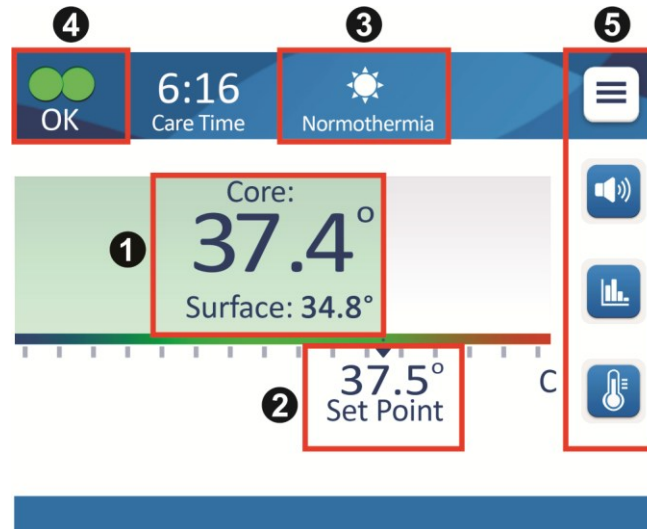 4
3
5
OK
6:16
Care Time
Normothermia
1
Core:
37.4°
Surface: 34.8°
2
37.5°
Set Point
C